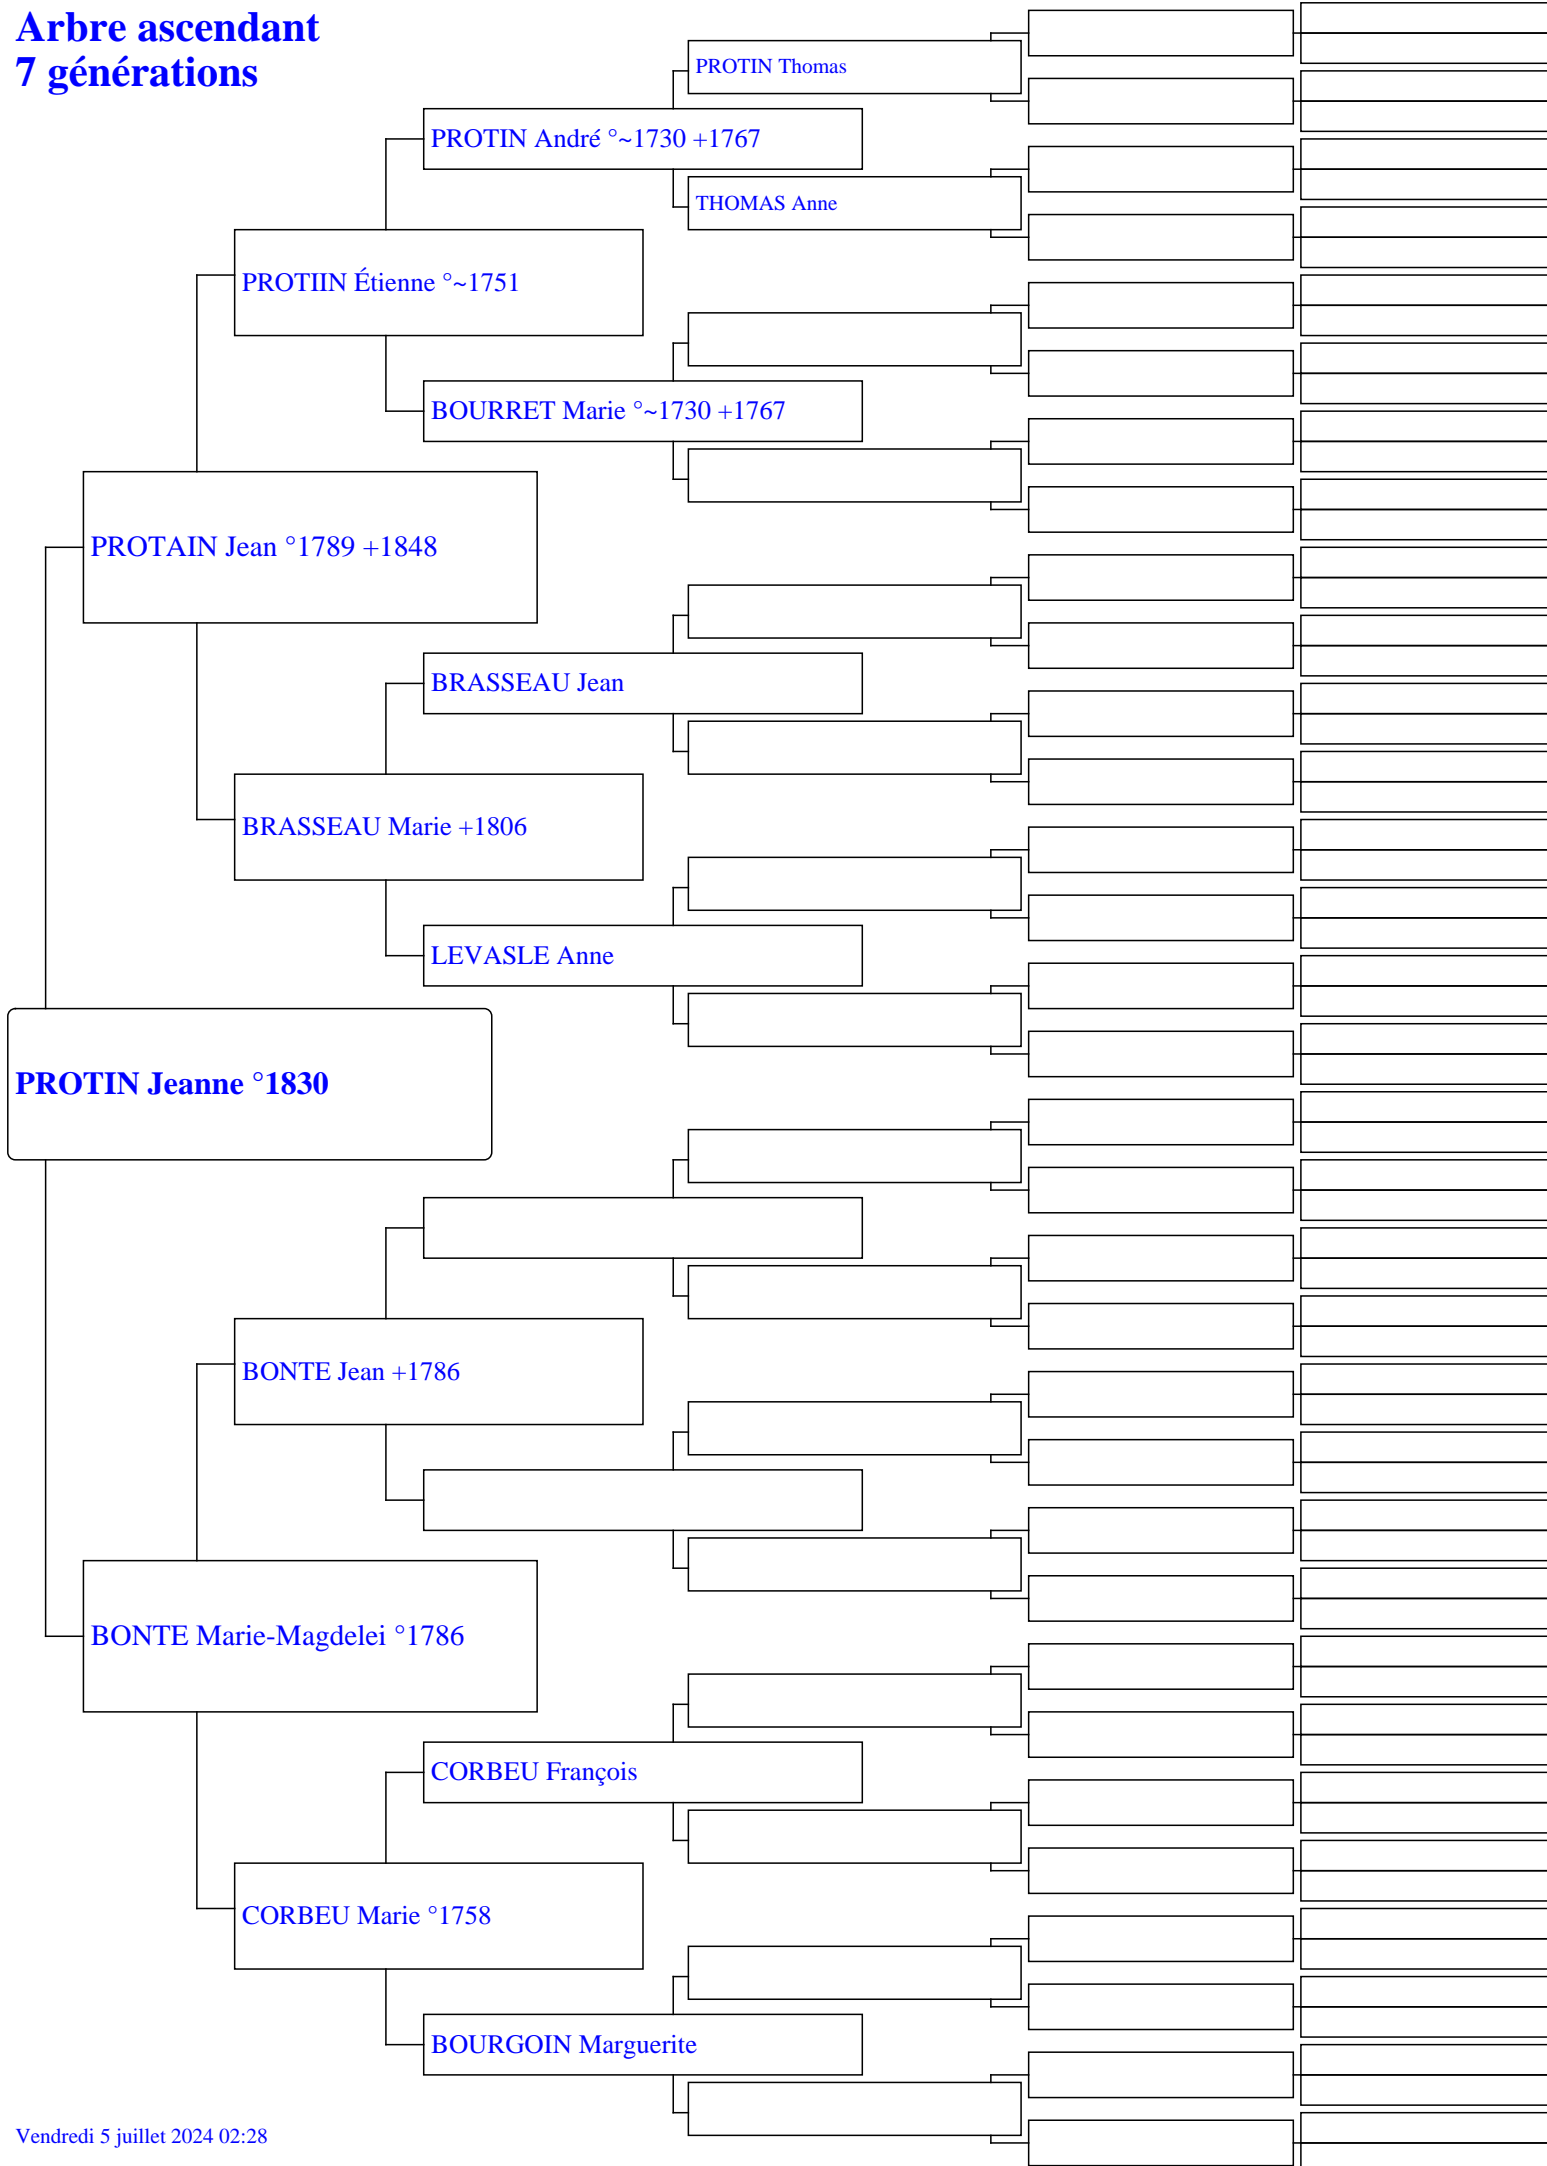 Arbre ascendant
7 générations
PROTIN Thomas
PROTIN André °~1730 +1767
THOMAS Anne
PROTIIN Étienne °~1751
BOURRET Marie °~1730 +1767
PROTAIN Jean °1789 +1848
BRASSEAU Jean
BRASSEAU Marie +1806
LEVASLE Anne
PROTIN Jeanne °1830
BONTE Jean +1786
BONTE Marie-Magdelei °1786
CORBEU François
CORBEU Marie °1758
BOURGOIN Marguerite
Vendredi 5 juillet 2024 02:28